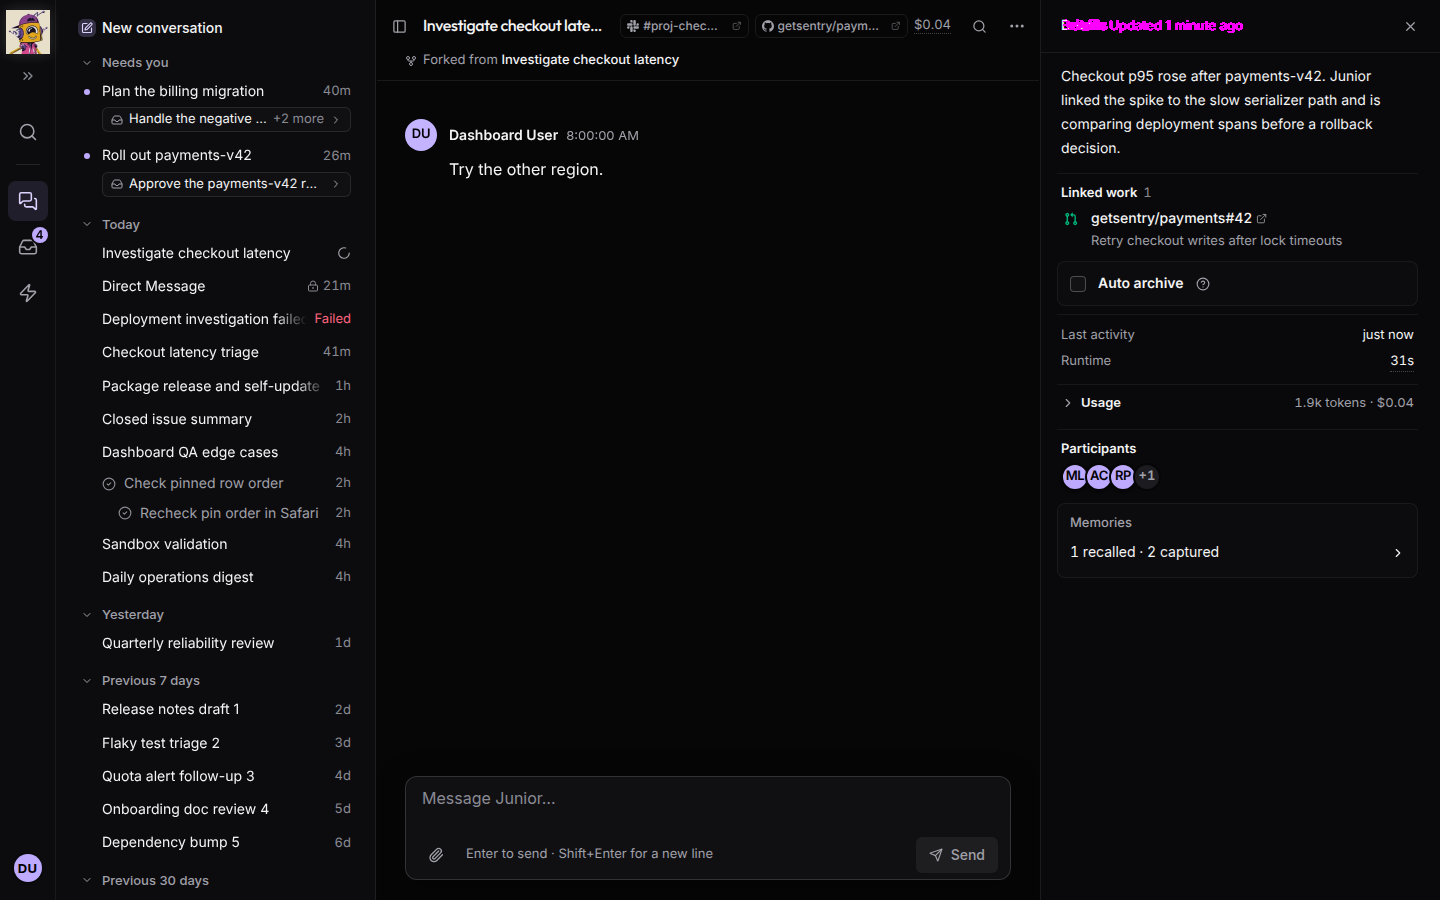 New conversation
Needs you
Plan the billing migration 40m
Handle the negative ... +2 more
Roll out payments-v42 26m
Approve the payments-v42 r...
Today
Investigate checkout latency
Direct Message 21m
Deployment investigation failed Failed
Checkout latency triage 41m
Package release and self-update 1h
Closed issue summary 2h
Dashboard QA edge cases 4h
Check pinned row order 2h
Recheck pin order in Safari 2h
Sandbox validation 4h
Daily operations digest 4h
Yesterday
Quarterly reliability review 1d
Previous 7 days
Release notes draft 1 2d
Flaky test triage 2 3d
Quota alert follow-up 3 4d
Onboarding doc review 4 5d
Dependency bump 5 6d
Previous 30 days
4
DU
Investigate checkout late...
#proj-chec...
getsentry/paym...
$0.04
Forked from Investigate checkout latency
DU
Dashboard User 8:00:00 AM
Try the other region.
Message Junior...
Enter to send · Shift+Enter for a new line
Send
Updated 1 minute ago
Checkout p95 rose after payments-v42. Junior
linked the spike to the slow serializer path and is
comparing deployment spans before a rollback
decision.
Linked work 1
getsentry/payments#42
Retry checkout writes after lock timeouts
Auto archive
Last activity just now
Runtime 31s
Usage 1.9k tokens · $0.04
Participants
ML AC RP +1
Memories
1 recalled · 2 captured